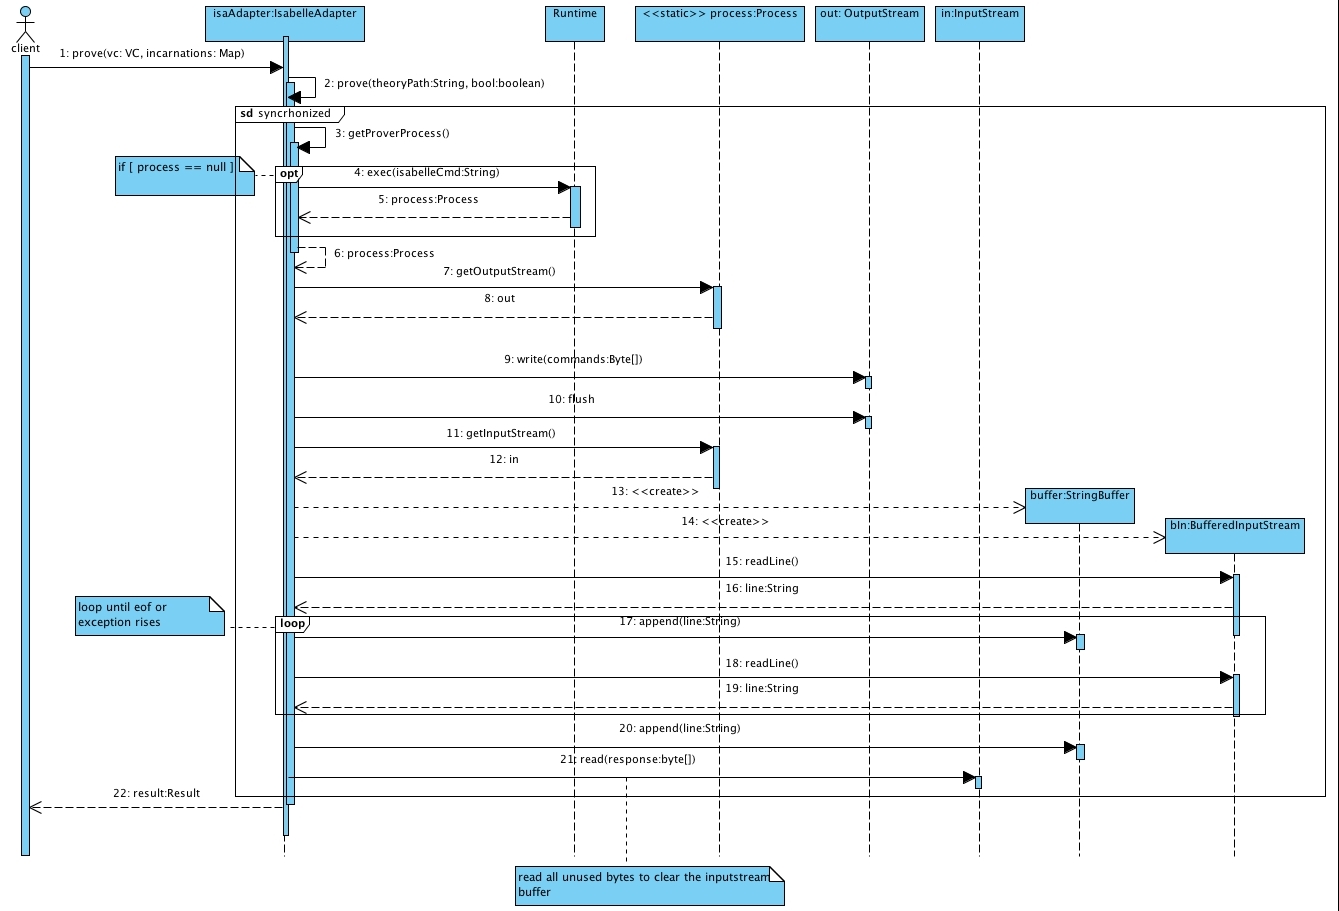 isaAdapter:IsabelleAdapter
Runtime
<<static>> process:Process
out: OutputStream
in:InputStream
client
1: prove(vc: VC, incarnations: Map)
2: prove(theoryPath:String, bool:boolean)
sd syncrhonized
3: getProverProcess()
if [ process == null ]
opt
4: exec(isabelleCmd:String)
5: process:Process
6: process:Process
7: getOutputStream()
8: out
9: write(commands:Byte[])
10: flush
11: getInputStream()
12: in
13: <<create>>
buffer:StringBuffer
14: <<create>>
bIn:BufferedInputStream
15: readLine()
16: line:String
loop until eof or
exception rises
loop
17: append(line:String)
18: readLine()
19: line:String
20: append(line:String)
21: read(response:byte[])
22: result:Result
read all unused bytes to clear the inputstream
buffer